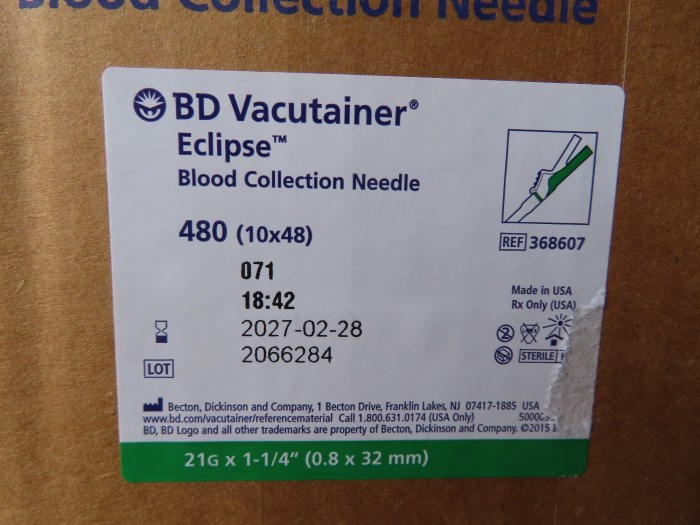 Blood Collection Needle
BD Vacutainer®
Eclipse™
Blood Collection Needle
480 (10x48)
REF 368607
071
18:42
2027-02-28
LOT 2066284
Made in USA
Rx Only (USA)
STERILE
Becton, Dickinson and Company, 1 Becton Drive, Franklin Lakes, NJ 07417-1885 USA
www.bd.com/vacutainer/referencematerial Call 1.800.631.0174 (USA Only)
BD, BD Logo and all other trademarks are property of Becton, Dickinson and Company. ©2015
21G x 1-1/4" (0.8 x 32 mm)